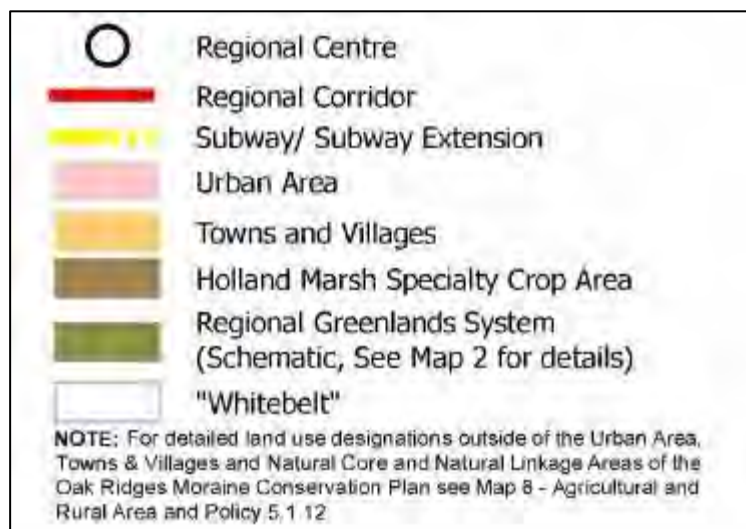 Regional Centre
Regional Corridor
Subway/ Subway Extension
Urban Area
Towns and Villages
Holland Marsh Specialty Crop Area
Regional Greenlands System
(Schematic, See Map 2 for details)
"Whitebelt"
NOTE: For detailed land use designations outside of the Urban Area,
Towns & Villages and Natural Core and Natural Linkage Areas of the
Oak Ridges Moraine Conservation Plan see Map 8 - Agricultural and
Rural Area and Policy 5.1.12